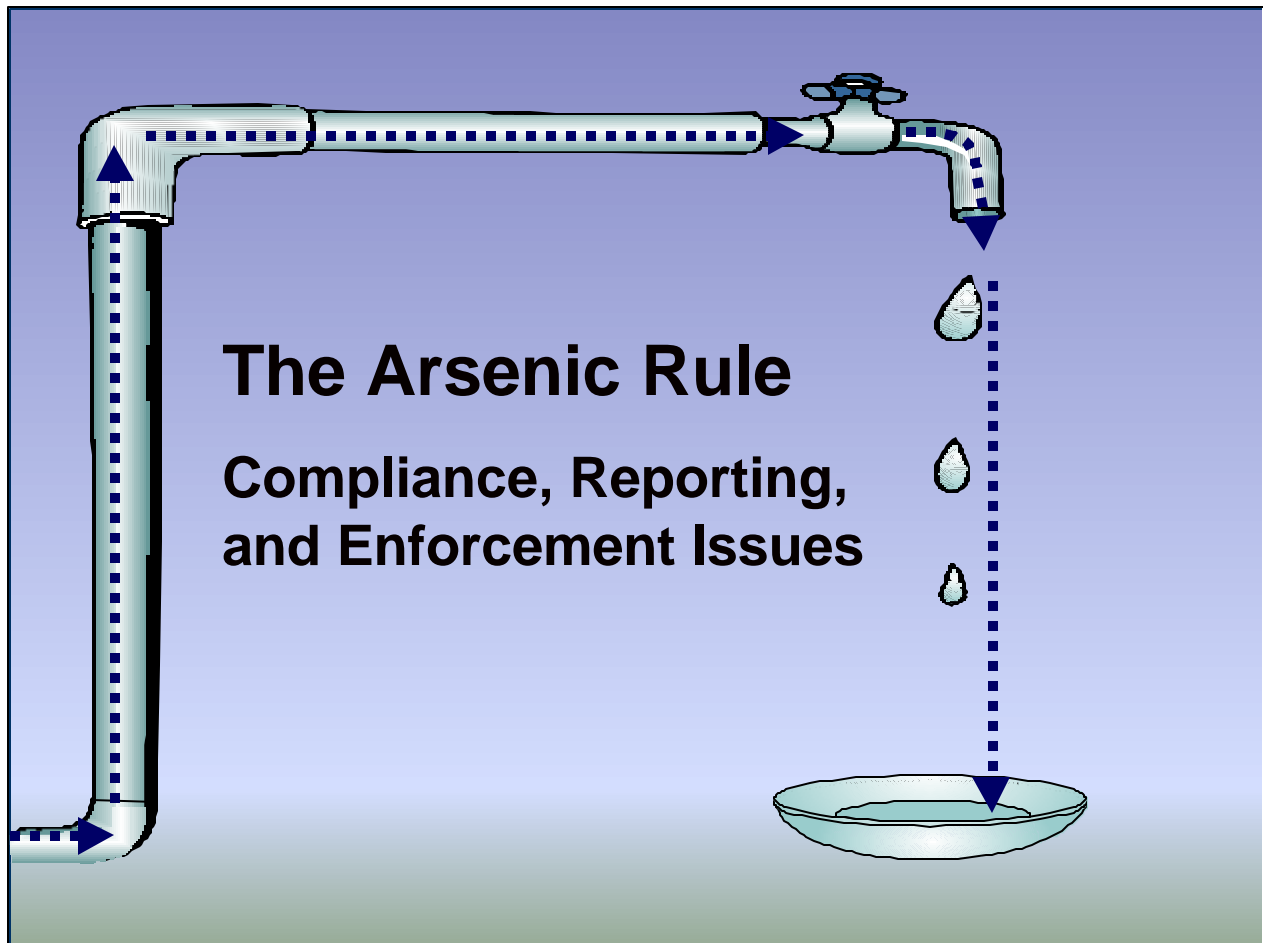 The Arsenic Rule
Compliance, Reporting,
and Enforcement Issues